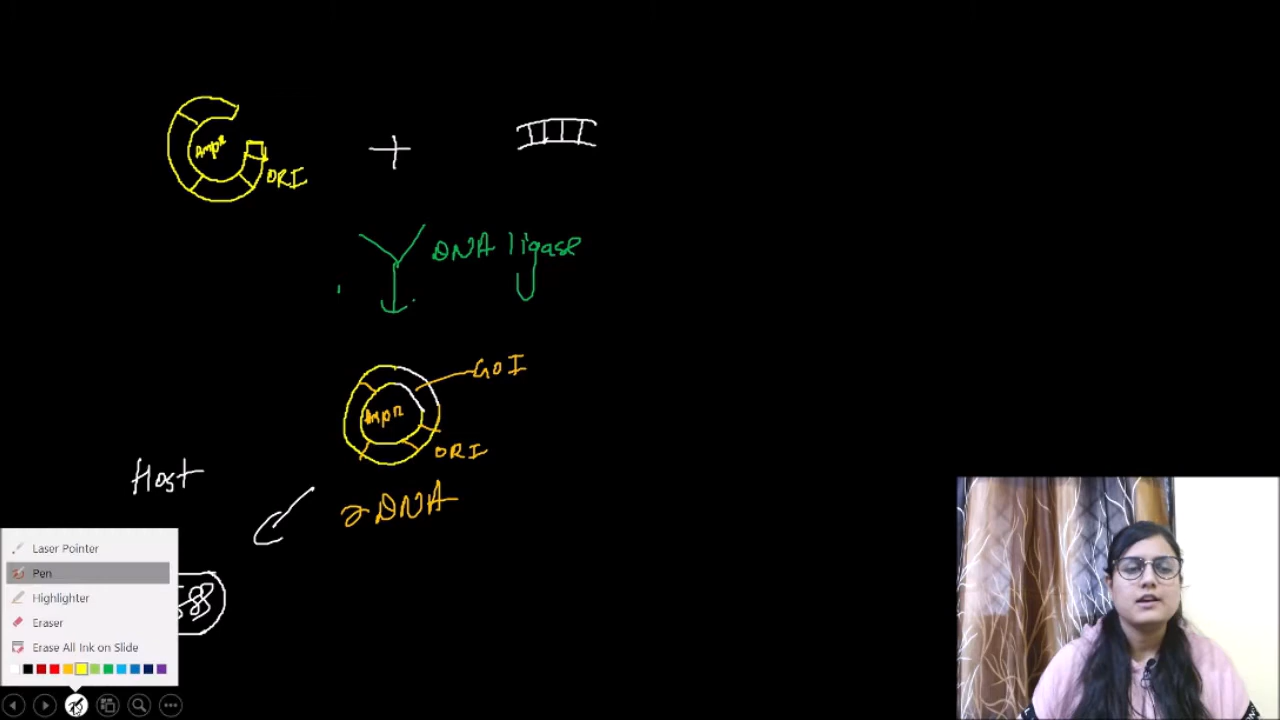 AmpR
ORI
+
DNA ligase
GOI
AmpR
ORI
rDNA
Host
Laser Pointer
Pen
Highlighter
Eraser
Erase All Ink on Slide